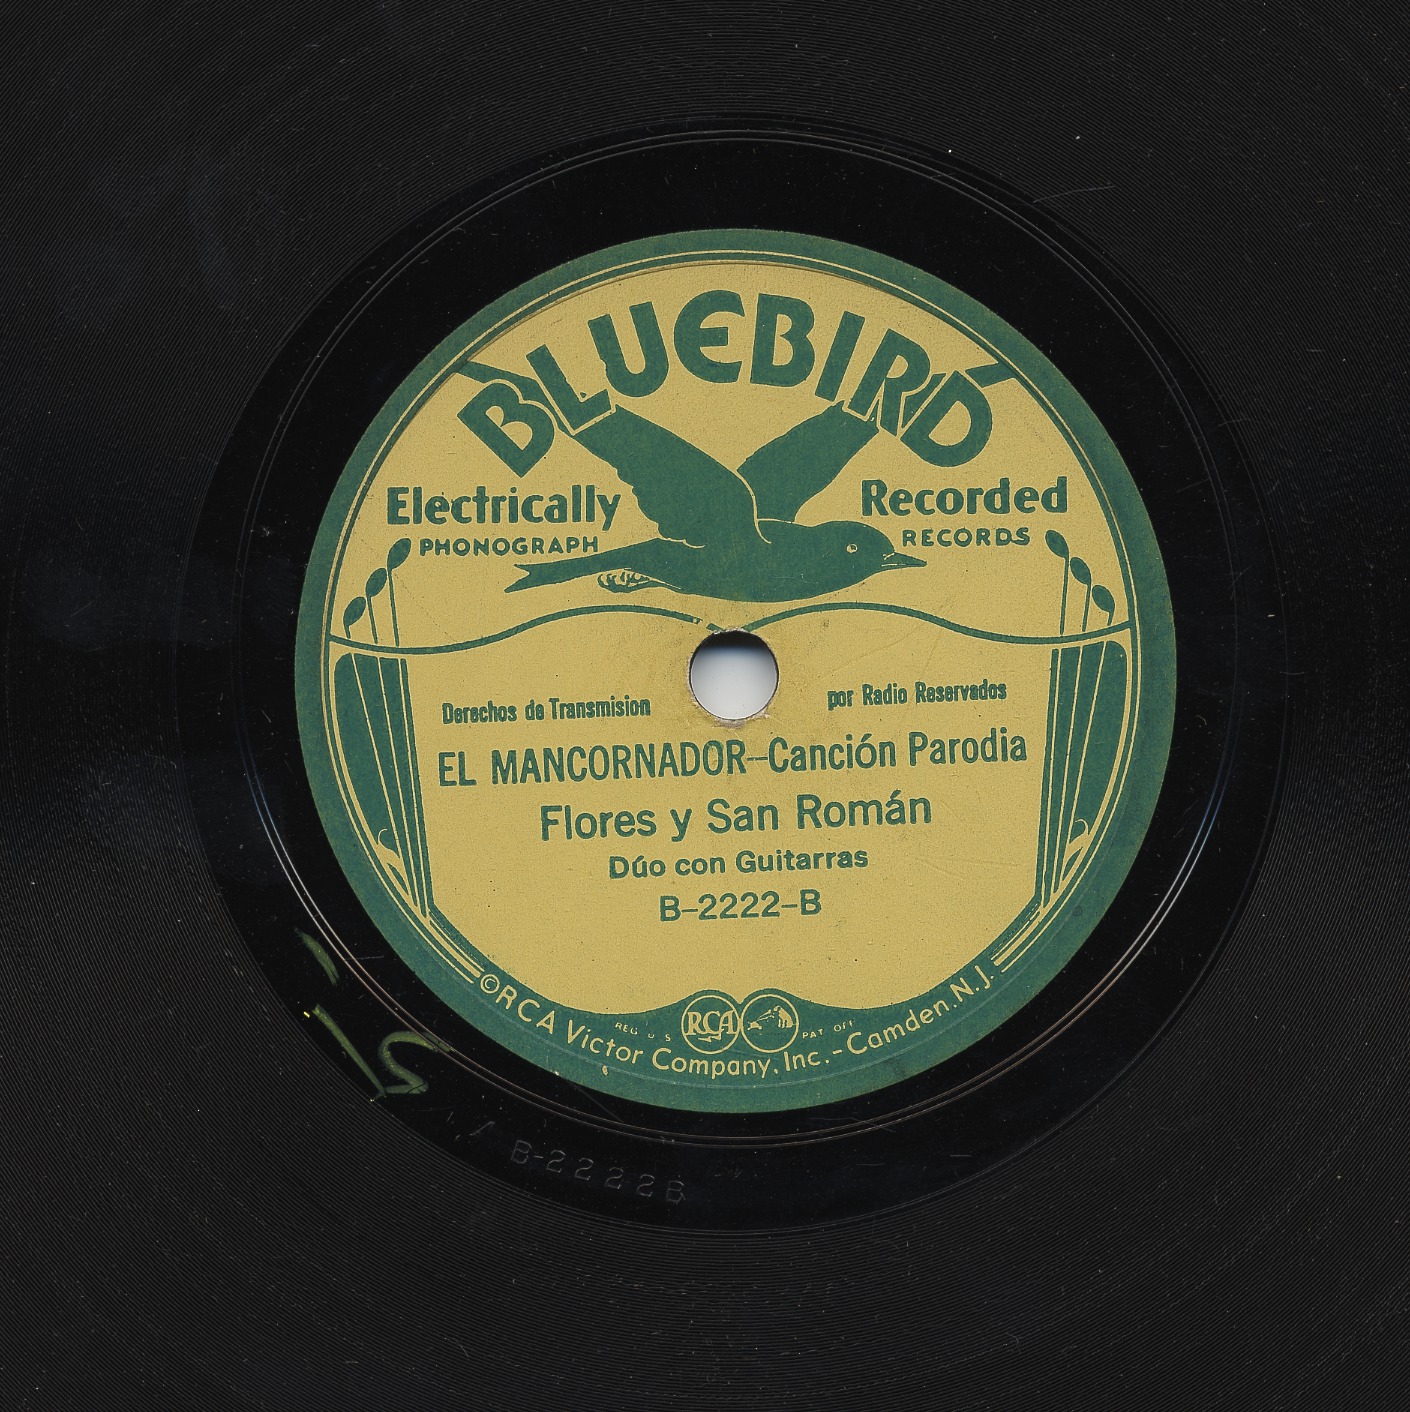 BLUEBIRD
Electrically Recorded
PHONOGRAPH RECORDS
Derechos de Transmision por Radio Reservados
EL MANCORNADOR–Canción Parodia
Flores y San Román
Dúo con Guitarras
B–2222–B
REG U S RCA PAT OFF
©RCA Victor Company, Inc.-Camden.N.J.
B-2222B